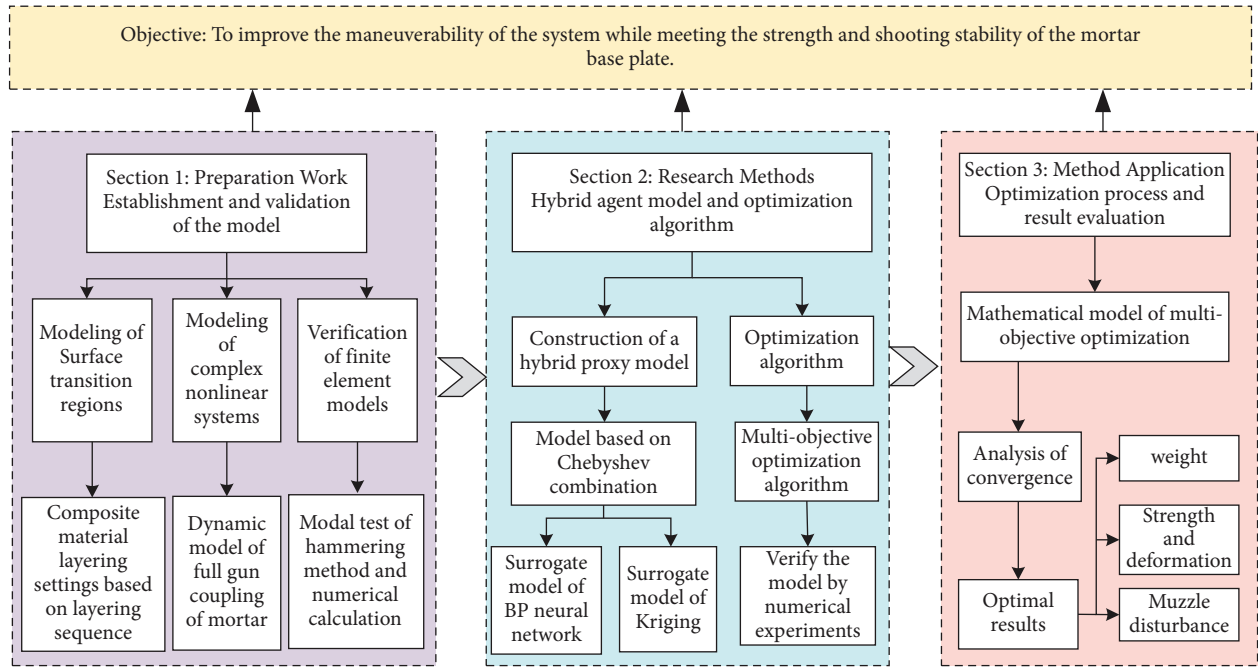 Objective: To improve the maneuverability of the system while meeting the strength and shooting stability of the mortar
base plate.
Section 1: Preparation Work
Establishment and validation
of the model
Modeling of
Surface
transition
regions
Modeling
of
complex
nonlinear
systems
Verification
of finite
element
models
Composite
material
layering
settings based
on layering
sequence
Dynamic
model of
full gun
coupling
of mortar
Modal test of
hammering
method and
numerical
calculation
Section 2: Research Methods
Hybrid agent model and optimization
algorithm
Construction of a
hybrid proxy model
Optimization
algorithm
Model based on
Chebyshev
combination
Multi-objective
optimization
algorithm
Surrogate
model of
BP neural
network
Surrogate
model of
Kriging
Verify the
model by
numerical
experiments
Section 3: Method Application
Optimization process and
result evaluation
Mathematical model of multi-
objective optimization
Analysis of
convergence
Optimal
results
weight
Strength
and
deformation
Muzzle
disturbance